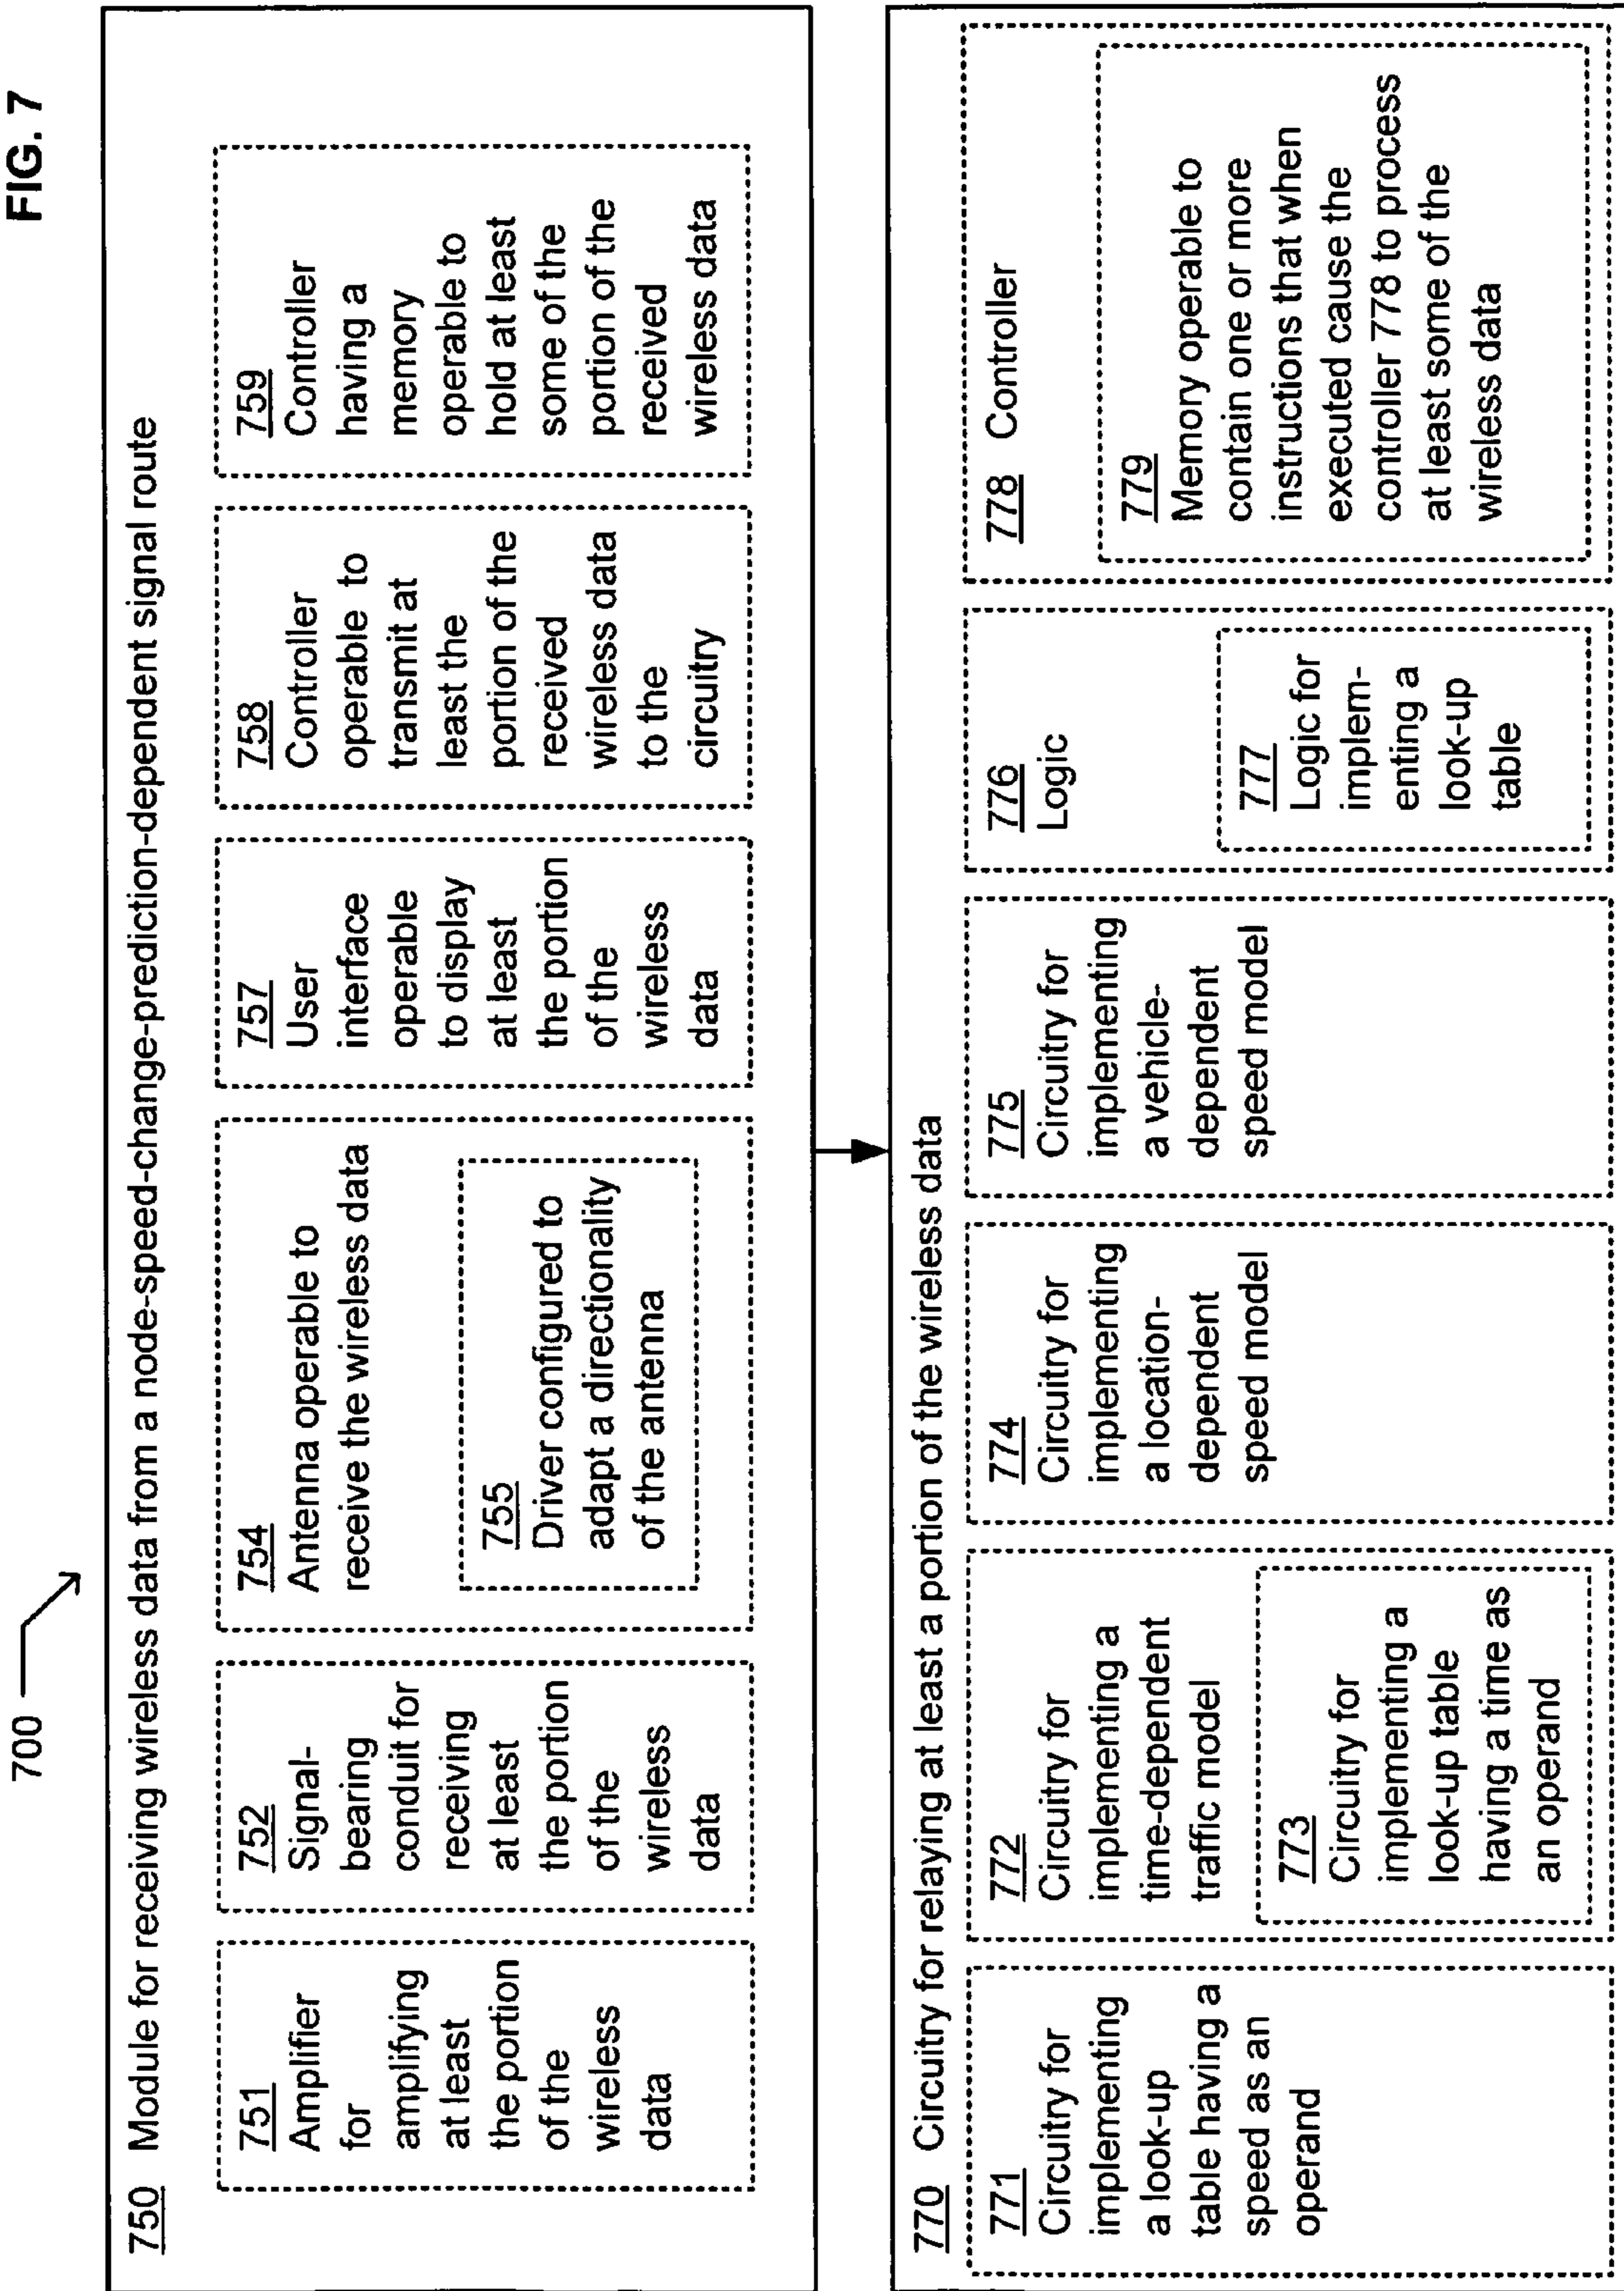 FIG. 7
700
750 Module for receiving wireless data from a node-speed-change-prediction-dependent signal route
751
Amplifier
for
amplifying
at least
the portion
of the
wireless
data
752
Signal-
bearing
conduit for
receiving
at least
the portion
of the
wireless
data
754
Antenna operable to
receive the wireless data
755
Driver configured to
adapt a directionality
of the antenna
757
User
interface
operable
to display
at least
the portion
of the
wireless
data
758
Controller
operable to
transmit at
least the
portion of the
received
wireless data
to the
circuitry
759
Controller
having a
memory
operable to
hold at least
some of the
portion of the
received
wireless data
770 Circuitry for relaying at least a portion of the wireless data
771
Circuitry for
implementing
a look-up
table having a
speed as an
operand
772
Circuitry for
implementing a
time-dependent
traffic model
773
Circuitry for
implementing a
look-up table
having a time as
an operand
774
Circuitry for
implementing
a location-
dependent
speed model
775
Circuitry for
implementing
a vehicle-
dependent
speed model
776
Logic
777
Logic for
implem-
enting a
look-up
table
778 Controller
779
Memory operable to
contain one or more
instructions that when
executed cause the
controller 778 to process
at least some of the
wireless data